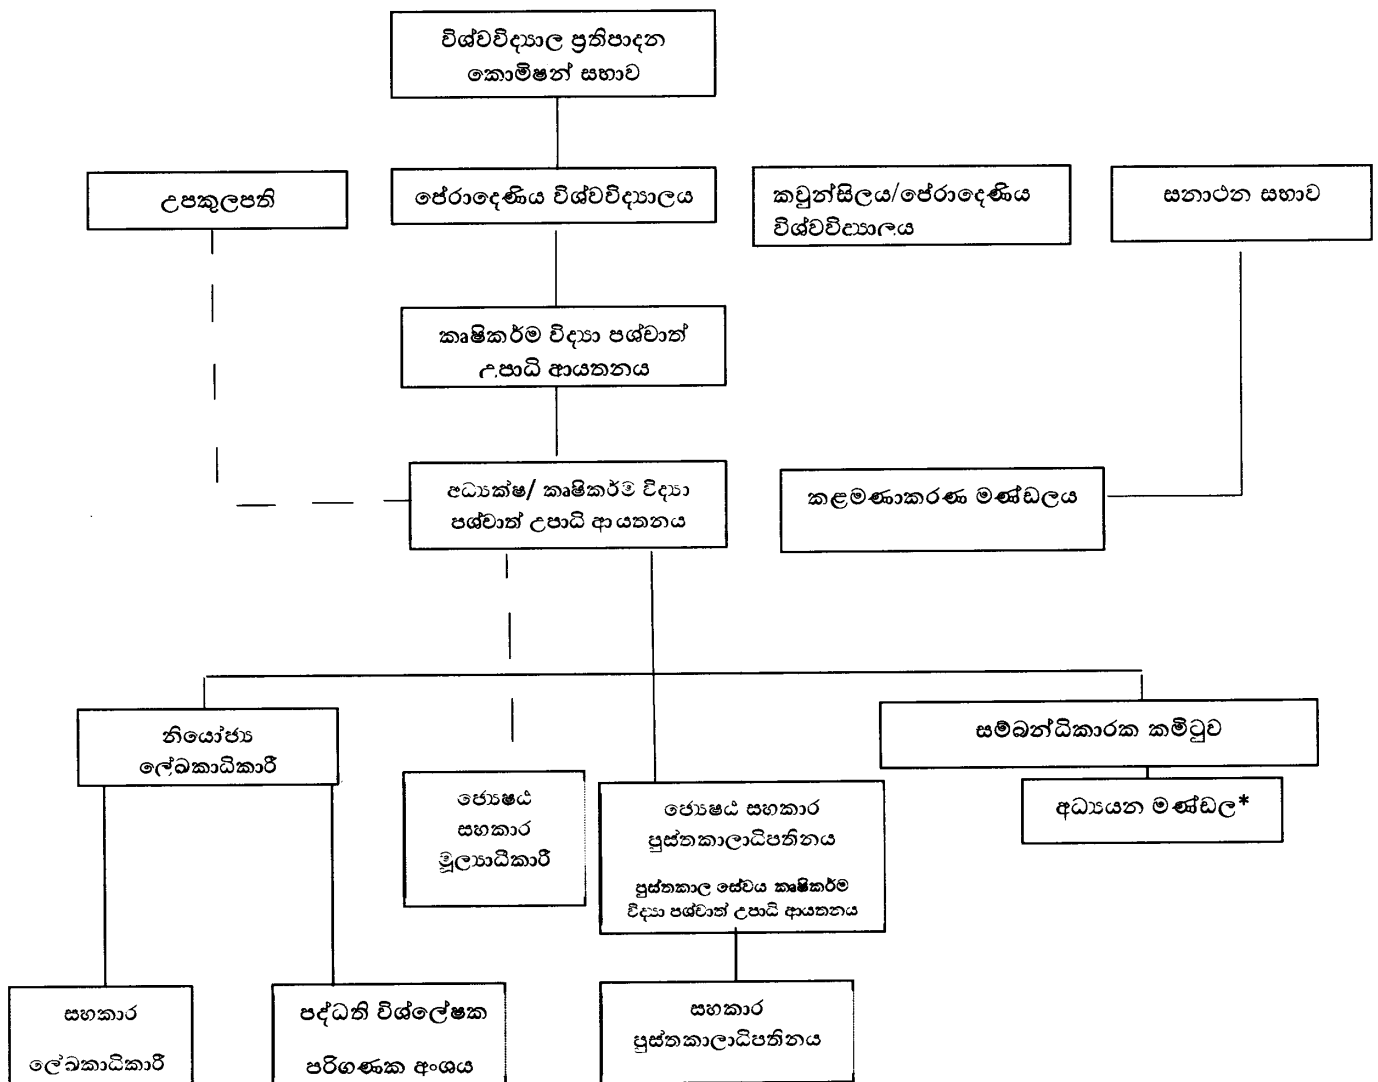 විශ්වවිද්‍යාල ප්‍රතිපාදන
කොමිෂන් සභාව
උපකුලපති
පේරාදෙණිය විශ්වවිද්‍යාලය
කවුන්සිලය/පේරාදෙණිය
විශ්වවිද්‍යාලය
සනාථන සභාව
කෘෂිකර්ම විද්‍යා පශ්චාත්
උපාධි ආයතනය
අධ්‍යක්ෂ/ කෘෂිකර්ම විද්‍යා
පශ්චාත් උපාධි ආයතනය
කළමණාකරණ මණ්ඩලය
නියෝජ්‍ය
ලේඛකාධිකාරී
සම්බන්ධිකාරක කමිටුව
අධ්‍යයන මණ්ඩල*
ජ්‍යෙෂඨ
සහකාර
මූල්‍යාධිකාරී
ජ්‍යෙෂඨ සහකාර
පුස්තකාලාධිපතිනය
පුස්තකාල සේවය කෘෂිකර්ම
විද්‍යා පශ්චාත් උපාධි ආයතනය
සහකාර
ලේඛකාධිකාරී
පද්ධති විශ්ලේෂක
පරිගණක අංශය
සහකාර
පුස්තකාලාධිපතිනය